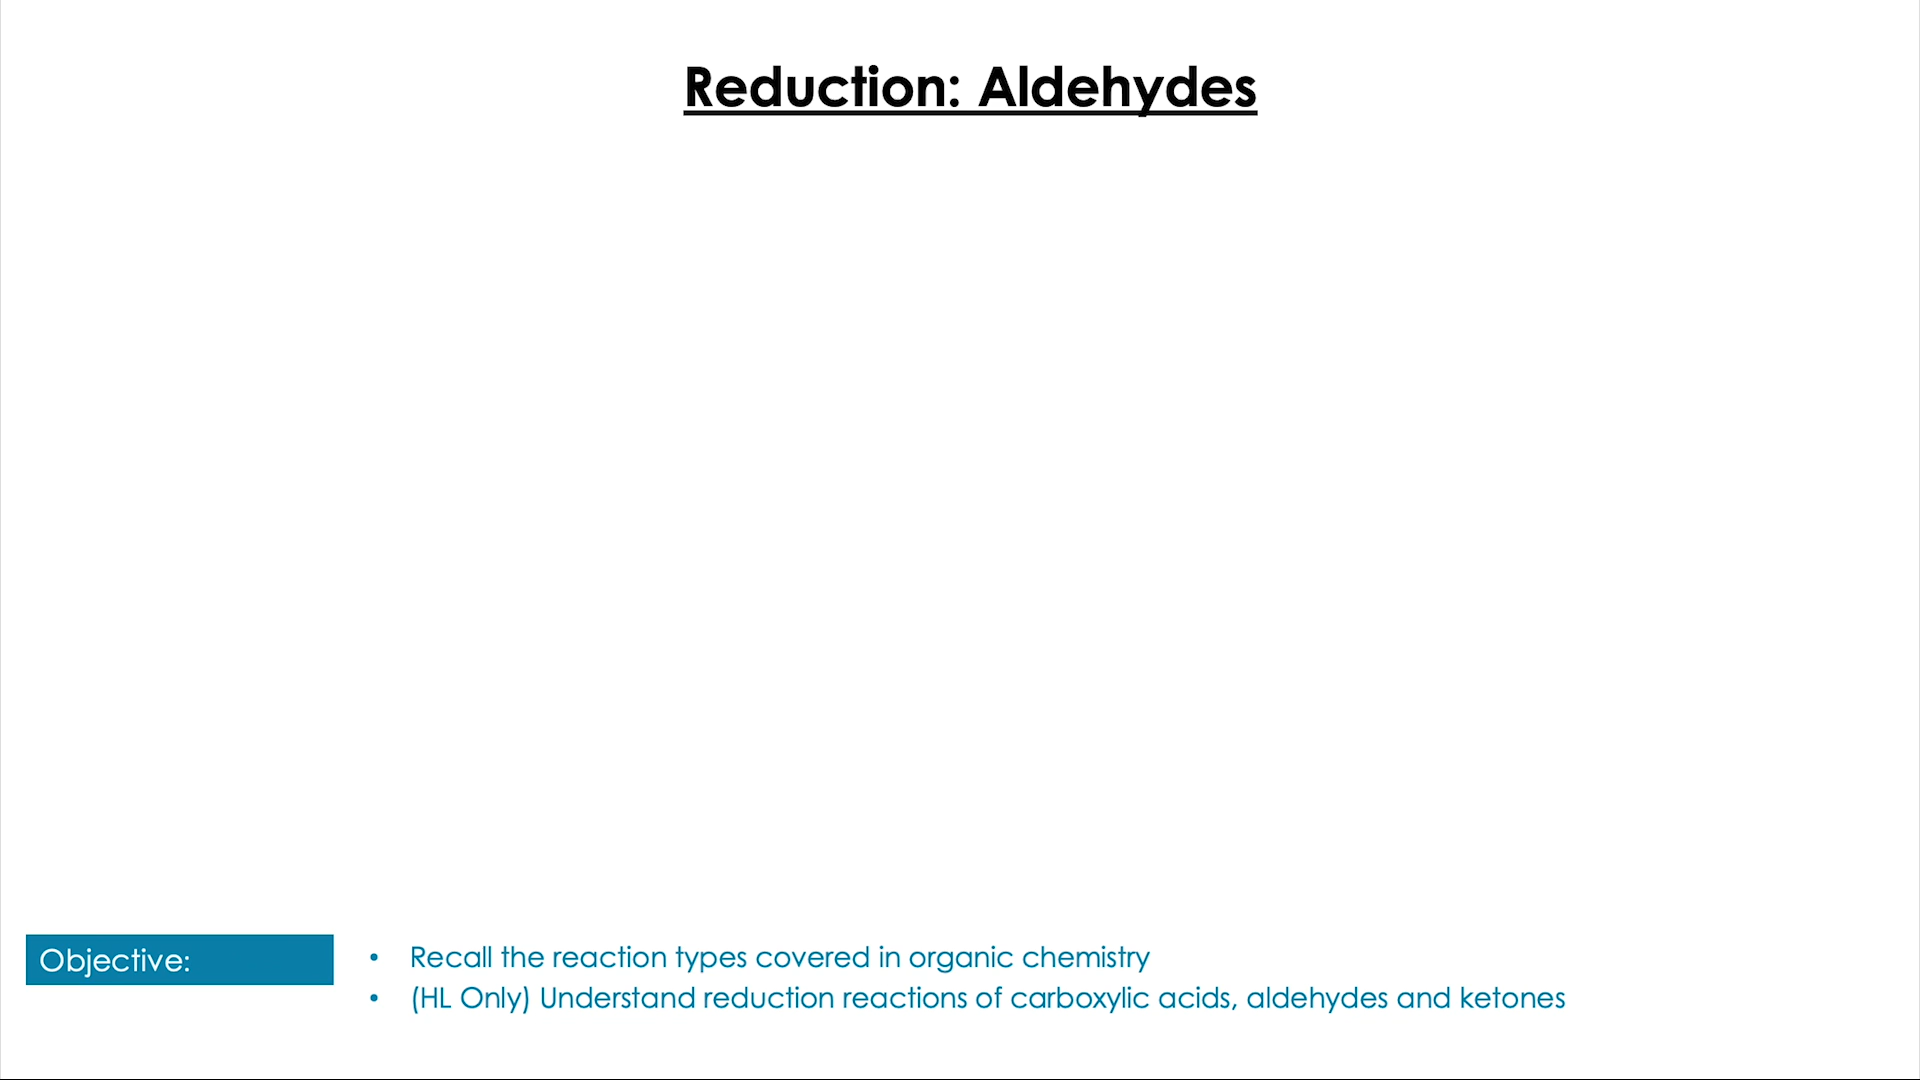 Reduction: Aldehydes
Objective:
• Recall the reaction types covered in organic chemistry
• (HL Only) Understand reduction reactions of carboxylic acids, aldehydes and ketones